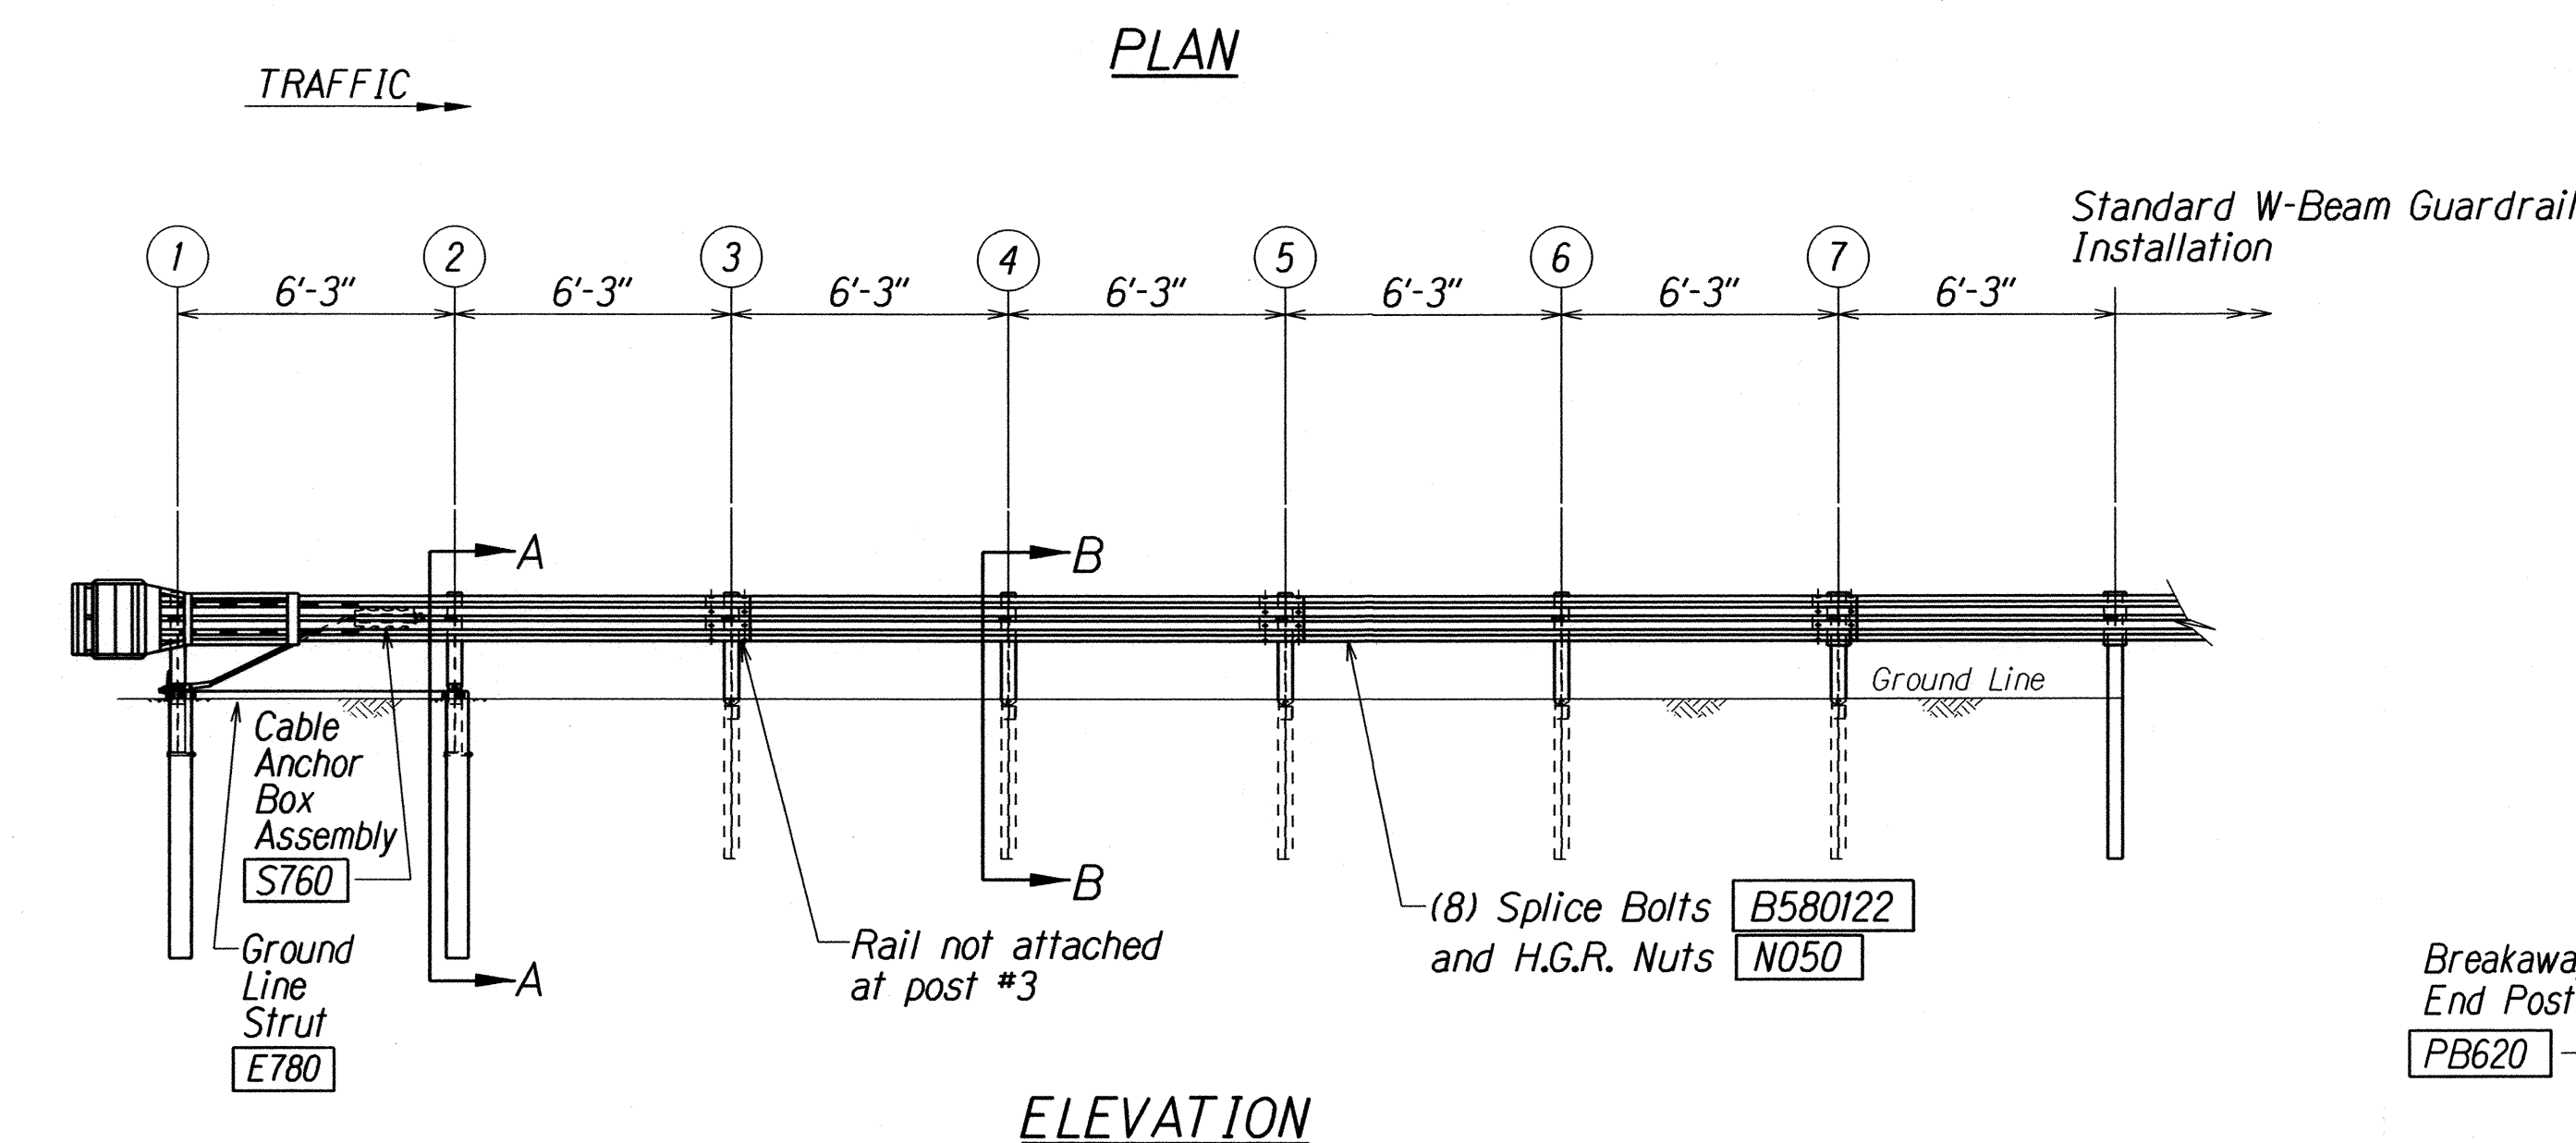 PLAN
TRAFFIC
Standard W-Beam Guardrail
Installation
1 2 3 4 5 6 7
6'-3" 6'-3" 6'-3" 6'-3" 6'-3" 6'-3" 6'-3"
A
B
Ground Line
Cable
Anchor
Box
Assembly
S760
A
B
Ground
Line
Strut
E780
Rail not attached
at post #3
(8) Splice Bolts B580122
and H.G.R. Nuts N050
End Post
PB620
ELEVATION